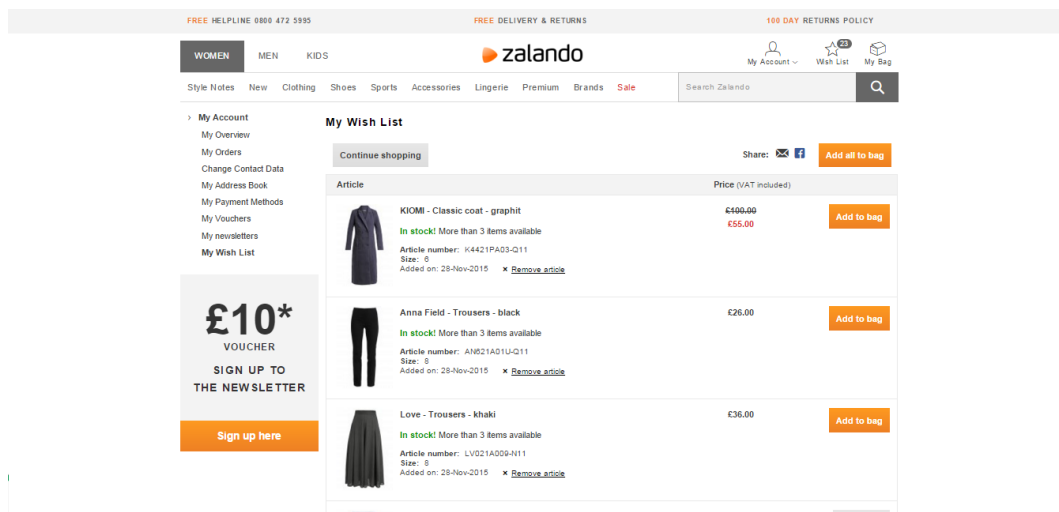 FREE HELPLINE 0800 472 5995
FREE DELIVERY & RETURNS
100 DAY RETURNS POLICY
WOMEN
MEN
KIDS
zalando
My Account
23
Wish List
My Bag
Style Notes New Clothing Shoes Sports Accessories Lingerie Premium Brands Sale
Search Zalando
My Account
My Overview
My Orders
Change Contact Data
My Address Book
My Payment Methods
My Vouchers
My newsletters
My Wish List
£10*
VOUCHER
SIGN UP TO
THE NEWSLETTER
Sign up here
My Wish List
Continue shopping
Share:
Add all to bag
Article
Price (VAT included)
KIOMI - Classic coat - graphit
£100.00
£55.00
Add to bag
In stock! More than 3 items available
Article number: K4421PA03-Q11
Size: 6
Added on: 28-Nov-2015 × Remove article
Anna Field - Trousers - black
£26.00
Add to bag
In stock! More than 3 items available
Article number: AN621A01U-Q11
Size: 8
Added on: 28-Nov-2015 × Remove article
Love - Trousers - khaki
£36.00
Add to bag
In stock! More than 3 items available
Article number: LV021A009-N11
Size: 8
Added on: 28-Nov-2015 × Remove article